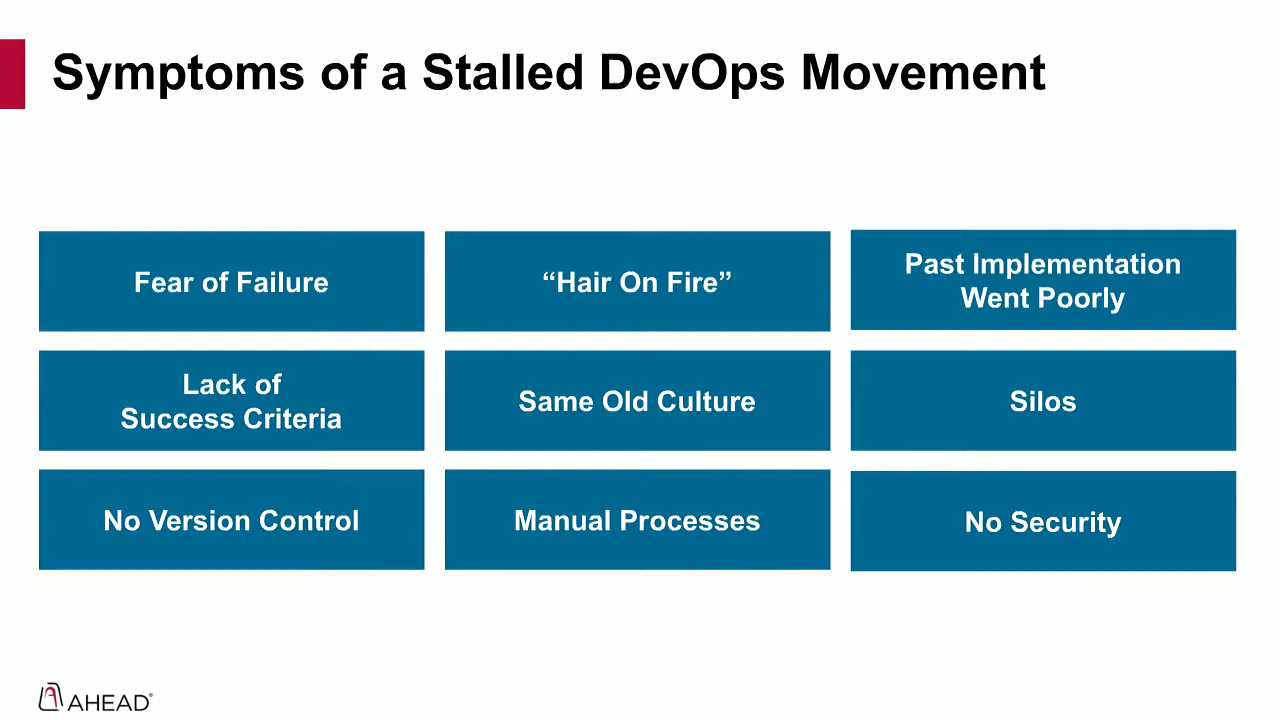 Symptoms of a Stalled DevOps Movement
Fear of Failure
“Hair On Fire”
Past Implementation
Went Poorly
Lack of
Success Criteria
Same Old Culture
Silos
No Version Control
Manual Processes
No Security
AHEAD®